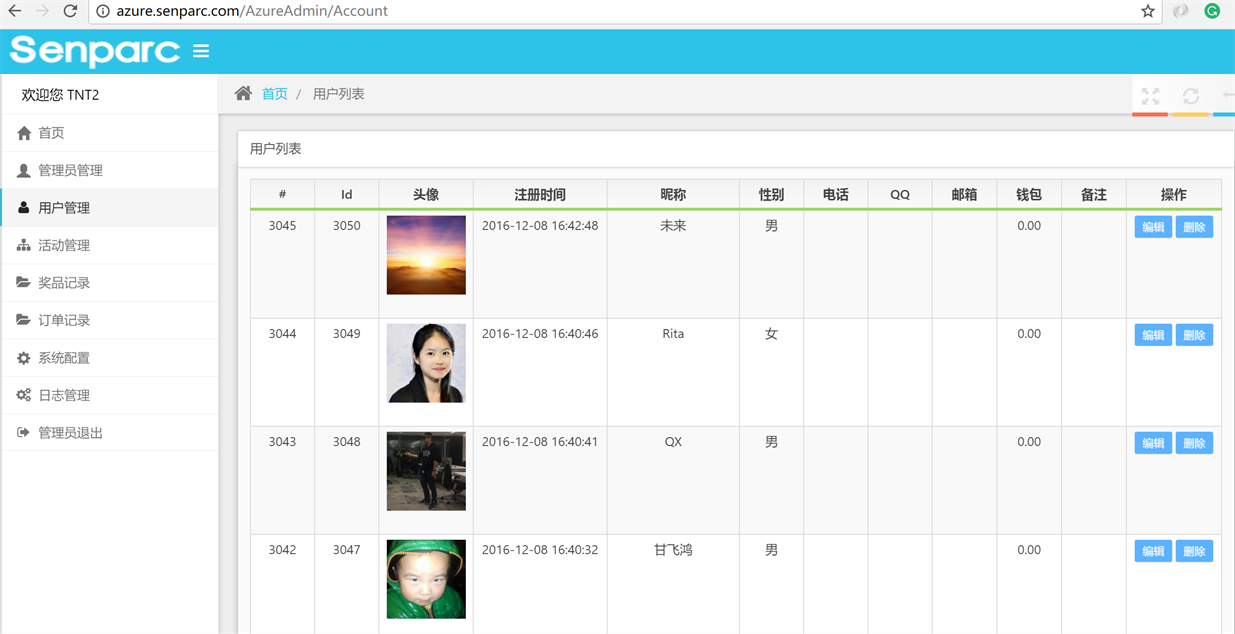 azure.senparc.com/AzureAdmin/Account
Senparc
欢迎您 TNT2
首页 / 用户列表
首页
管理员管理
用户管理
活动管理
奖品记录
订单记录
系统配置
日志管理
管理员退出
用户列表
# Id 头像 注册时间 昵称 性别 电话 QQ 邮箱 钱包 备注 操作
3045 3050 2016-12-08 16:42:48 未来 男 0.00 编辑 删除
3044 3049 2016-12-08 16:40:46 Rita 女 0.00 编辑 删除
3043 3048 2016-12-08 16:40:41 QX 男 0.00 编辑 删除
3042 3047 2016-12-08 16:40:32 甘飞鸿 男 0.00 编辑 删除